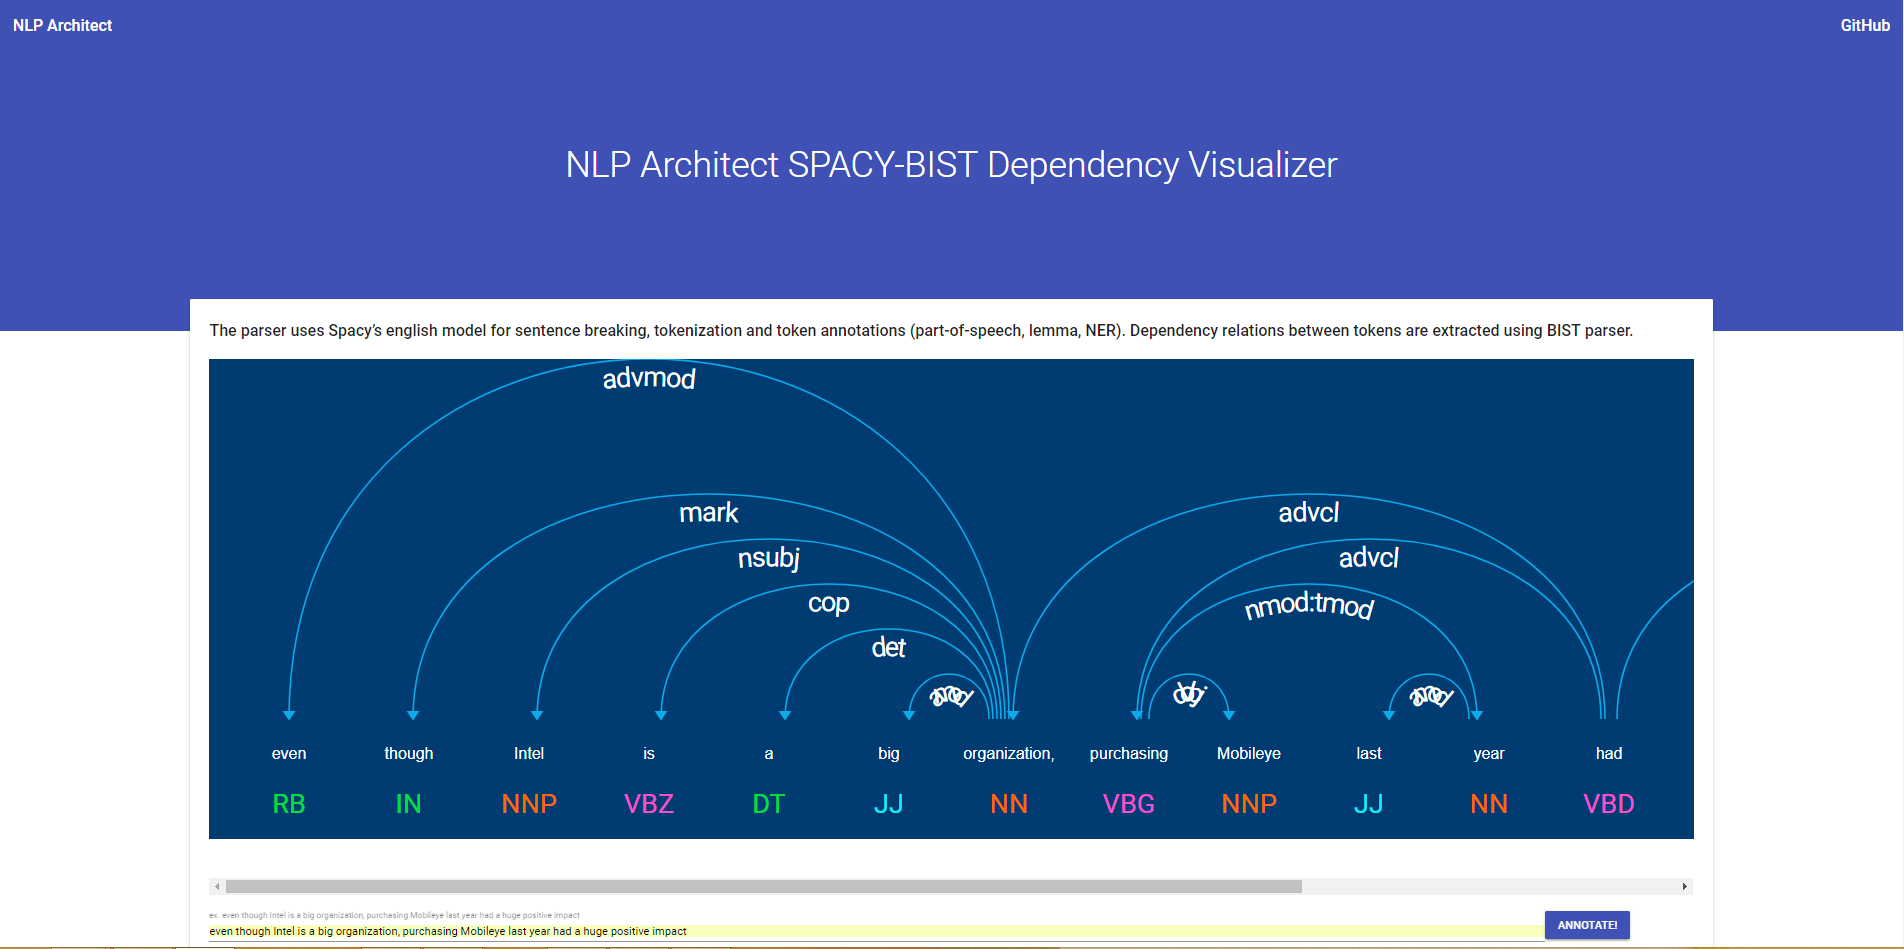 NLP Architect
GitHub
NLP Architect SPACY-BIST Dependency Visualizer
The parser uses Spacy's english model for sentence breaking, tokenization and token annotations (part-of-speech, lemma, NER). Dependency relations between tokens are extracted using BIST parser.
advmod
mark
advcl
nsubj
advcl
cop
nmod:tmod
det
amod
dobj
amod
even though Intel is a big organization, purchasing Mobileye last year had
RB IN NNP VBZ DT JJ NN VBG NNP JJ NN VBD
ex. even though Intel is a big organization, purchasing Mobileye last year had a huge positive impact
even though Intel is a big organization, purchasing Mobileye last year had a huge positive impact
ANNOTATE!